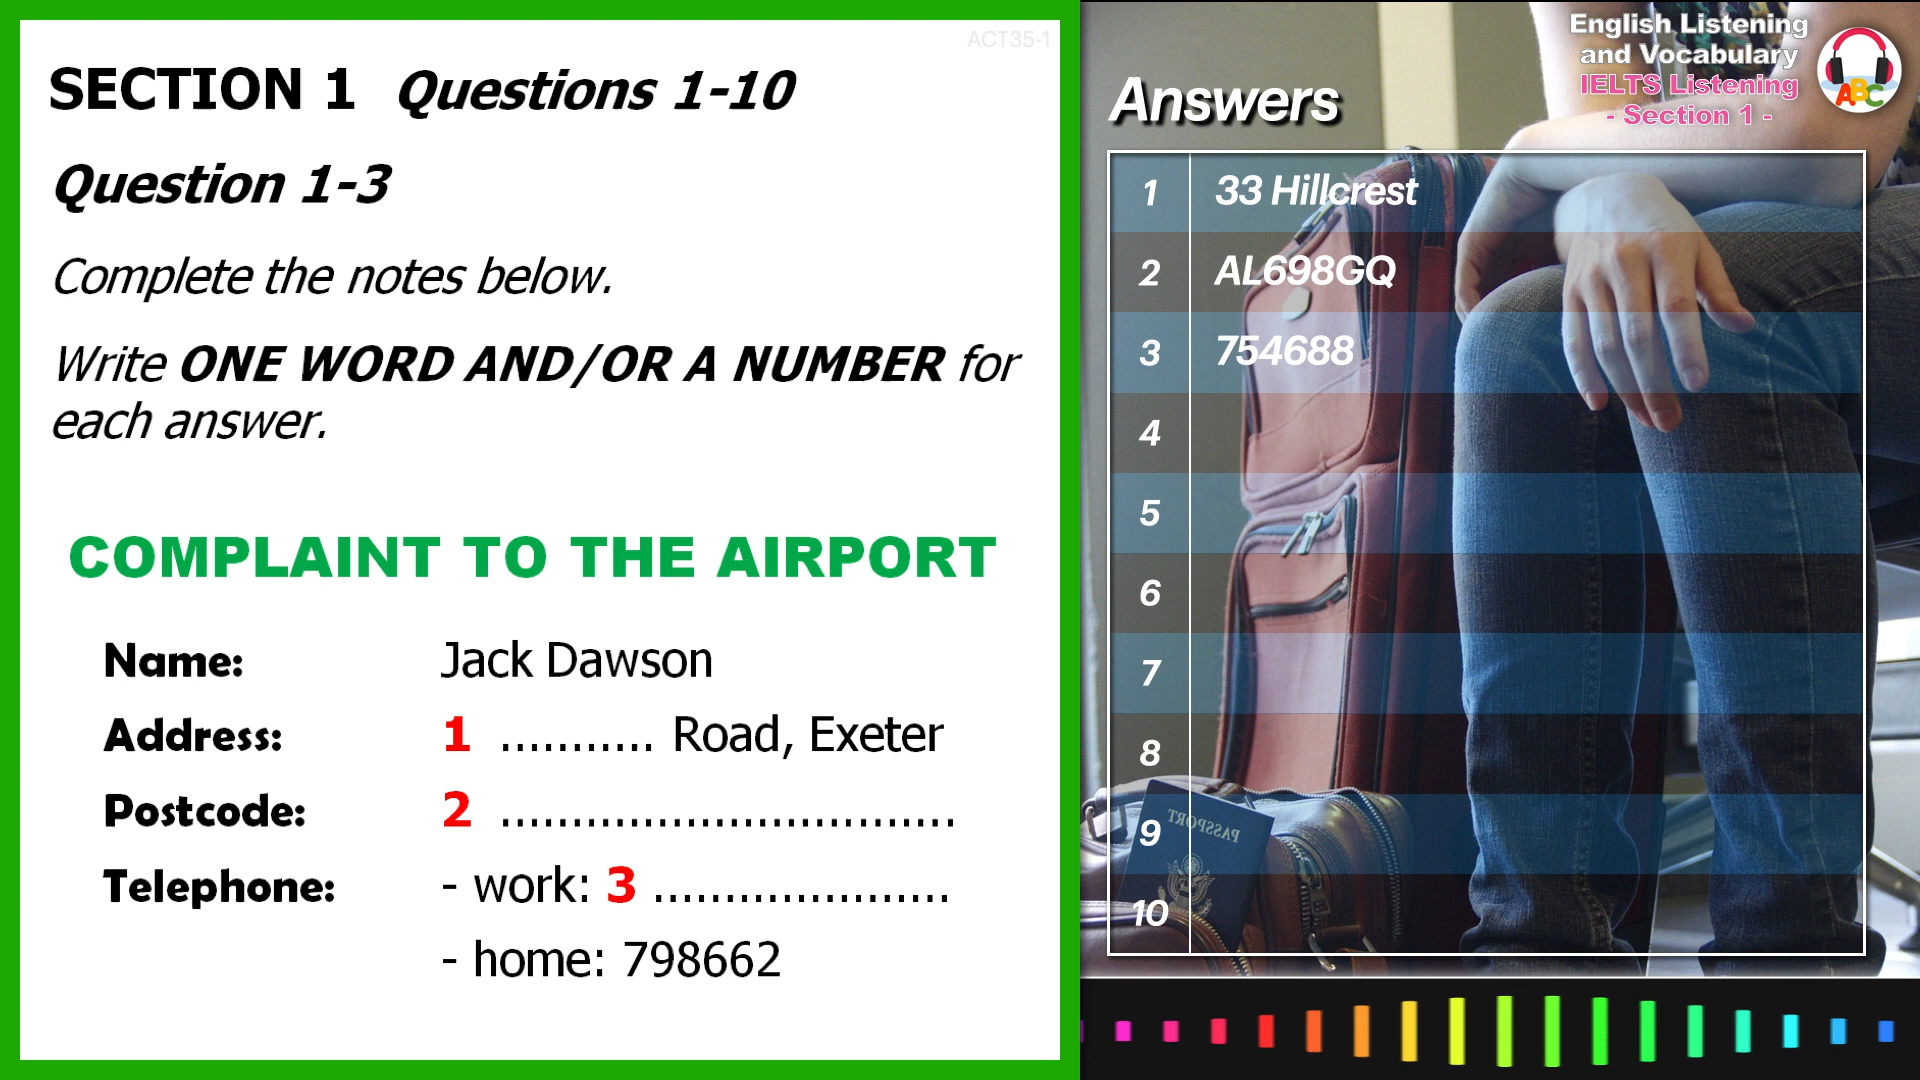 ACT35-1
SECTION 1 Questions 1-10
Question 1-3
Complete the notes below.
Write ONE WORD AND/OR A NUMBER for
each answer.
COMPLAINT TO THE AIRPORT
Name: Jack Dawson
Address: 1 ........... Road, Exeter
Postcode: 2 ................................
Telephone: - work: 3 .....................
- home: 798662
English Listening
and Vocabulary
IELTS Listening
- Section 1 -
ABC
Answers
1 33 Hillcrest
2 AL698GQ
3 754688
4
5
6
7
8
9
10
PASSPORT